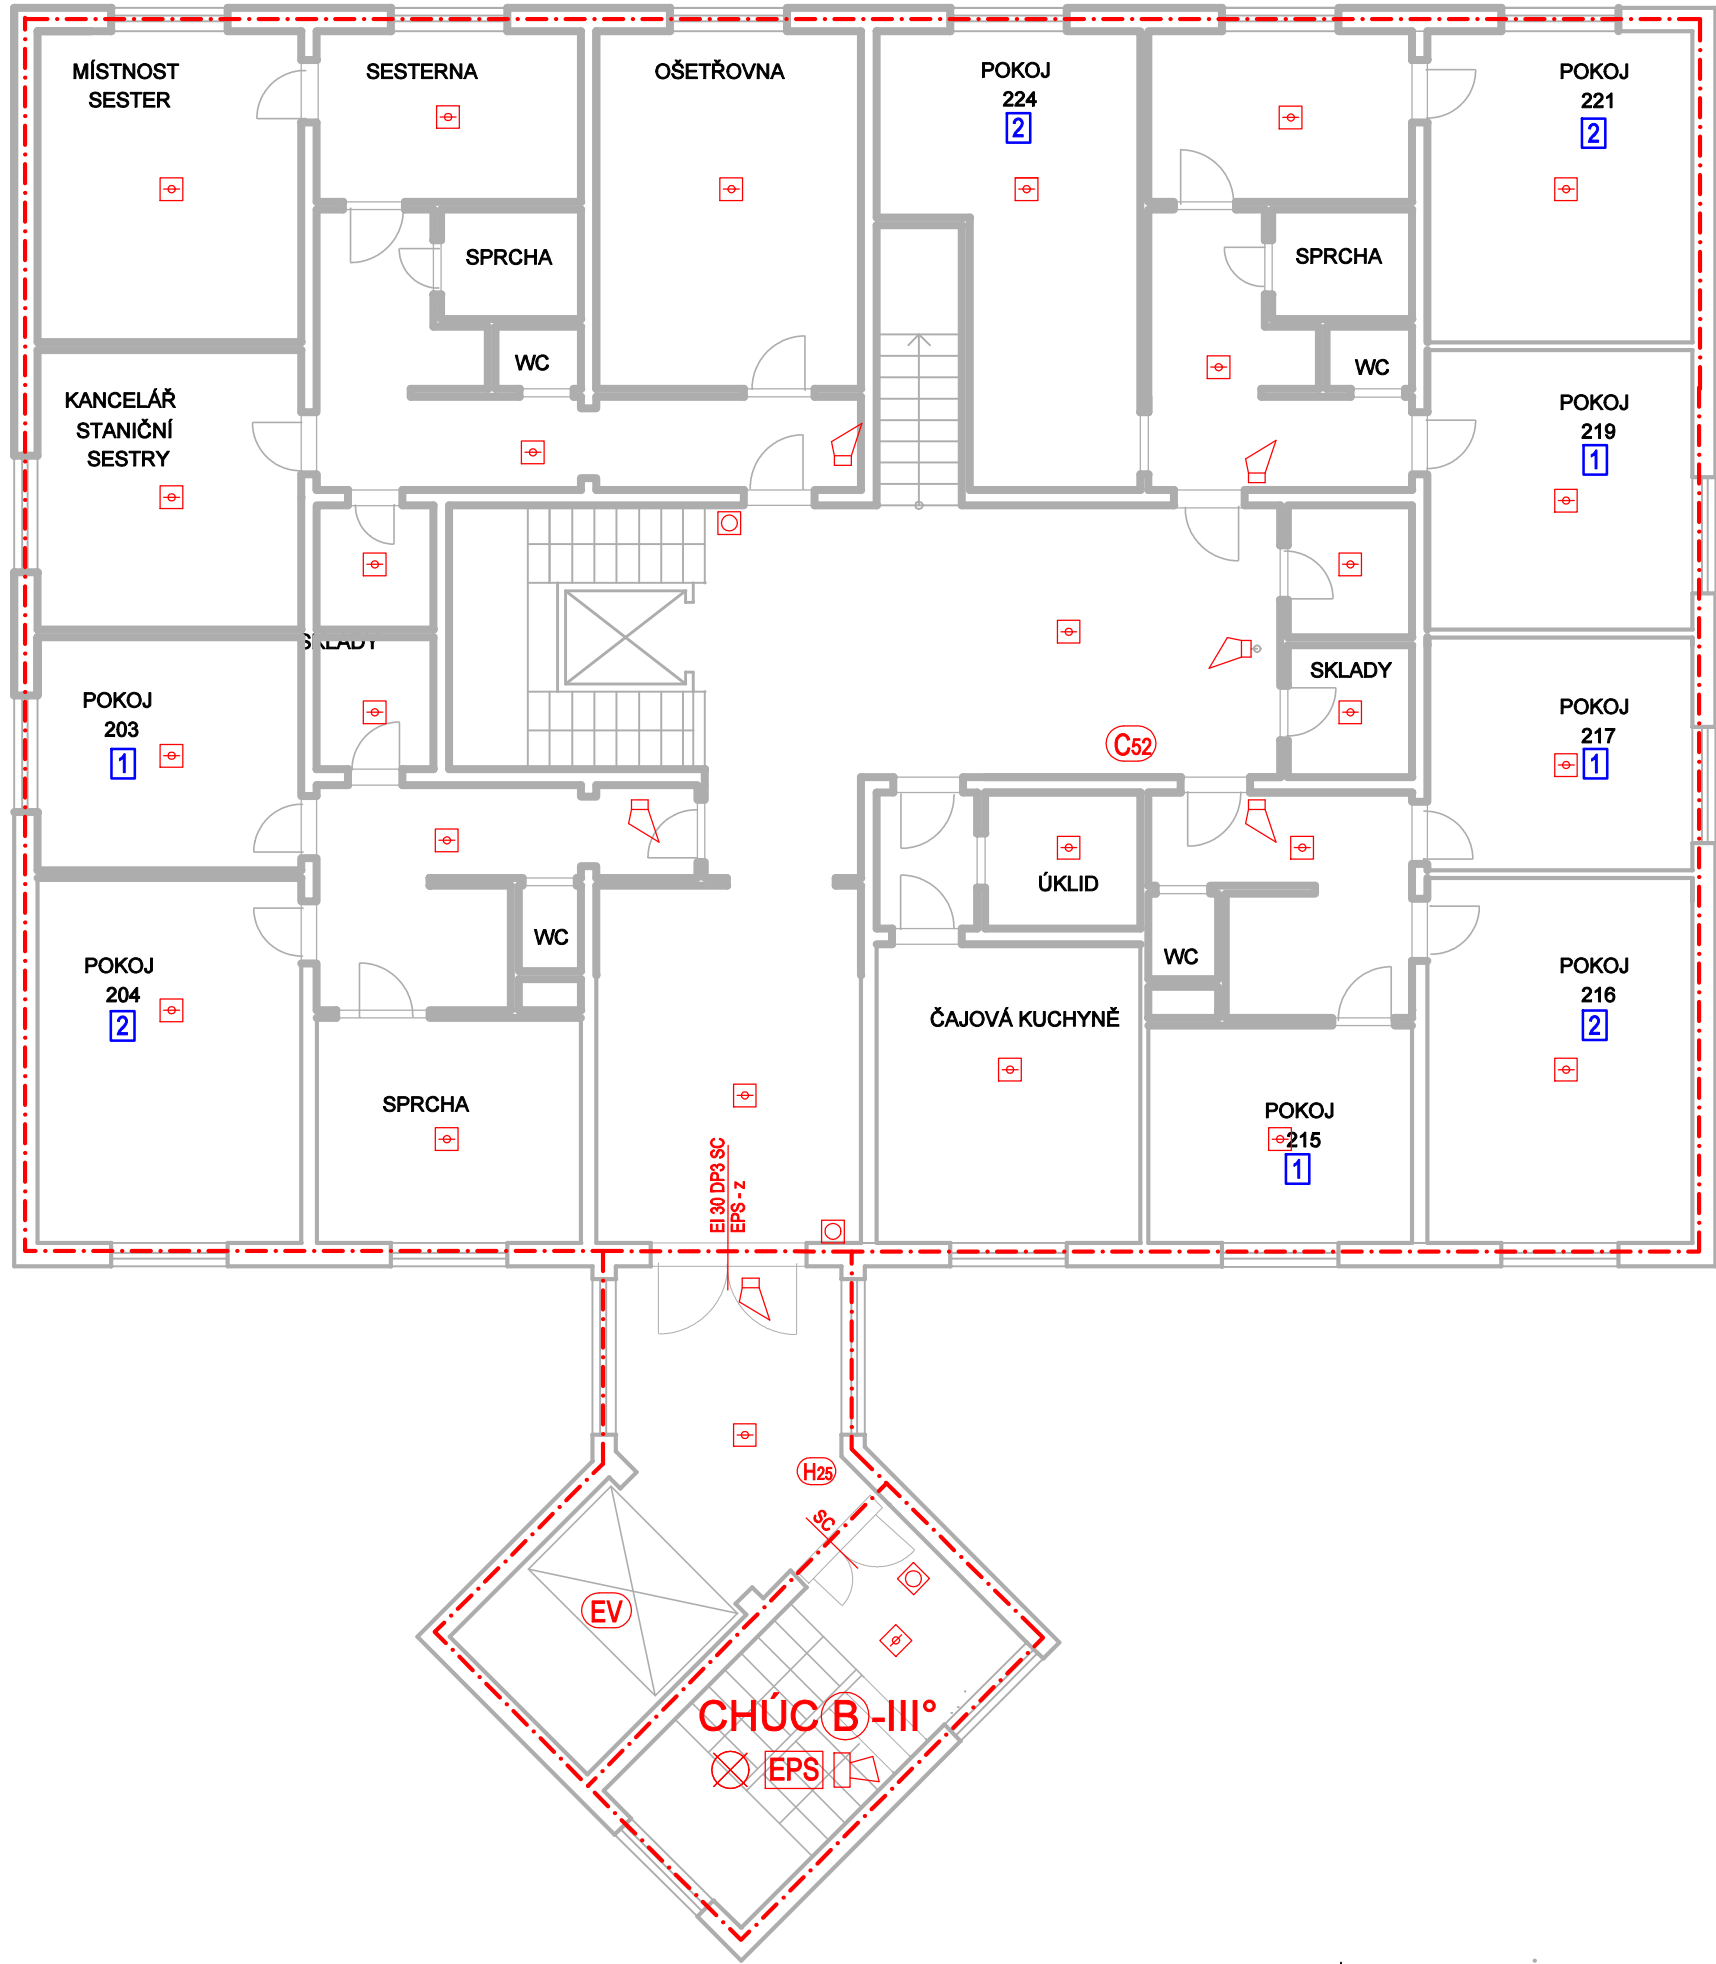 MÍSTNOST
SESTER
SESTERNA
OŠETŘOVNA
POKOJ
224
2
POKOJ
221
2
SPRCHA
SPRCHA
WC
WC
KANCELÁŘ
STANIČNÍ
SESTRY
POKOJ
219
1
SKLADY
SKLADY
POKOJ
203
1
POKOJ
217
1
C52
ÚKLID
WC
WC
POKOJ
204
2
POKOJ
216
2
ČAJOVÁ KUCHYNĚ
SPRCHA
POKOJ
215
1
EI 30 DP3 SC
EPS - z
H25
SC
EV
CHÚC B -III°
EPS